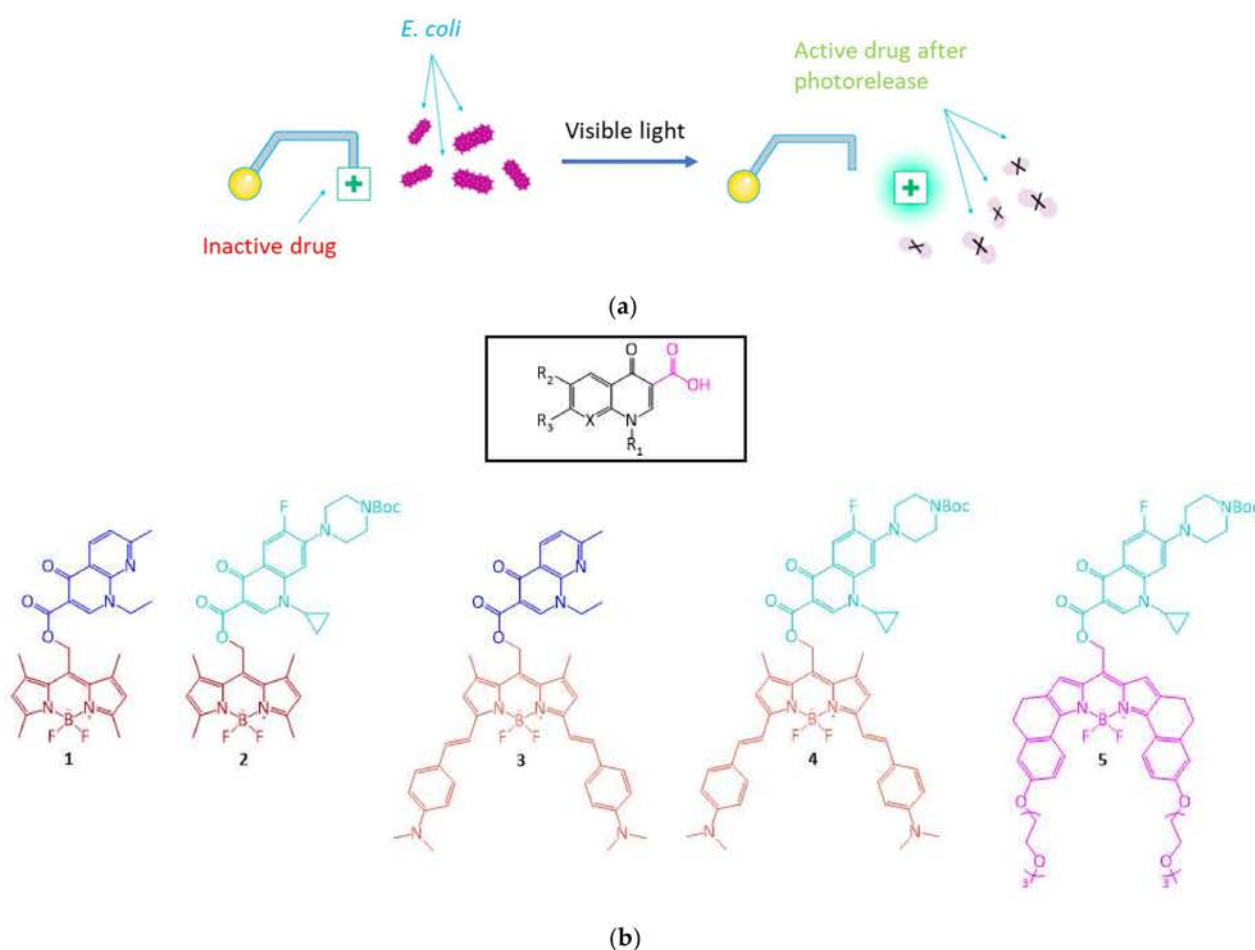 E. coli
Active drug after
photorelease
Visible light
Inactive drug
(a)
O
O
R2
OH
R3
X
N
R1
F
NBoc
N
O
N
O
N
O
O
N
B
N
F
F
1
O
N
O
O
N
B
N
F
F
2
O
N
O
N
O
N
B
N
F
F
3
N
N
F
NBoc
N
O
O
N
O
N
B
N
F
F
4
N
N
F
NBoc
N
O
O
N
O
N
B
N
F
F
5
O
O
O
O
3
3
(b)